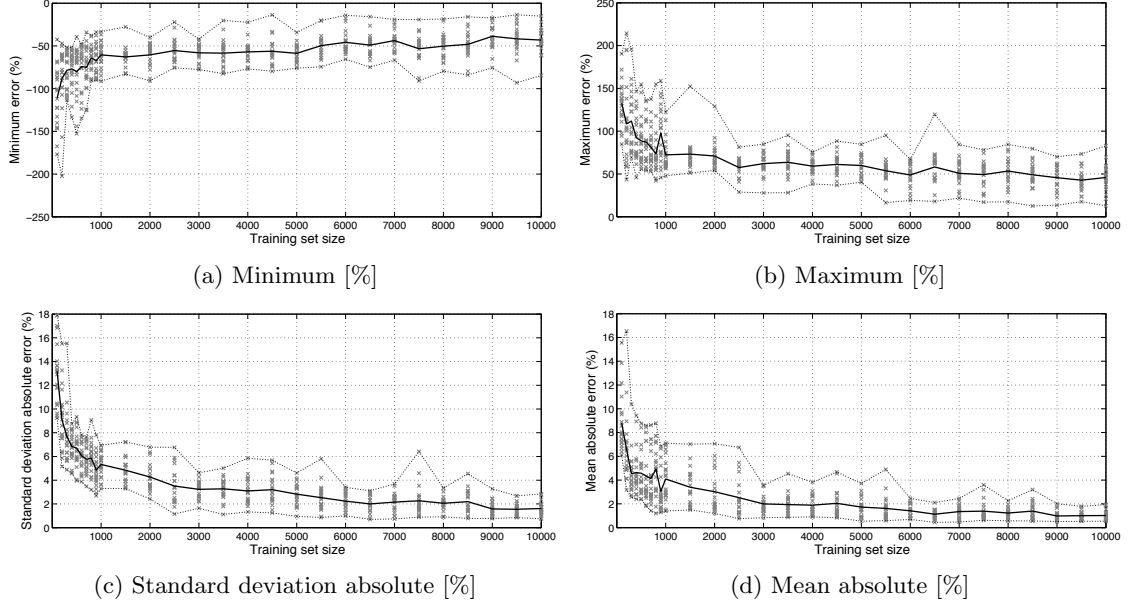 0
−50
−100
−150
−200
−250
Minimum error (%)
1000 2000 3000 4000 5000 6000 7000 8000 9000 10000
Training set size
(a) Minimum [%]
250
200
150
100
50
0
Maximum error (%)
1000 2000 3000 4000 5000 6000 7000 8000 9000 10000
Training set size
(b) Maximum [%]
18
16
14
12
10
8
6
4
2
0
Standard deviation absolute error (%)
1000 2000 3000 4000 5000 6000 7000 8000 9000 10000
Training set size
(c) Standard deviation absolute [%]
18
16
14
12
10
8
6
4
2
0
Mean absolute error (%)
1000 2000 3000 4000 5000 6000 7000 8000 9000 10000
Training set size
(d) Mean absolute [%]